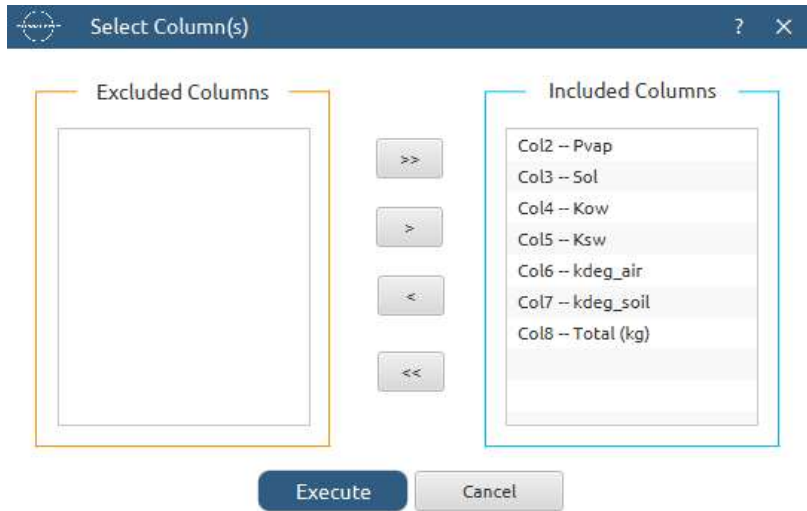 Select Column(s) ? ×
Excluded Columns
>>
>
<
<<
Included Columns
Col2 -- Pvap
Col3 -- Sol
Col4 -- Kow
Col5 -- Ksw
Col6 -- kdeg_air
Col7 -- kdeg_soil
Col8 -- Total (kg)
Execute
Cancel